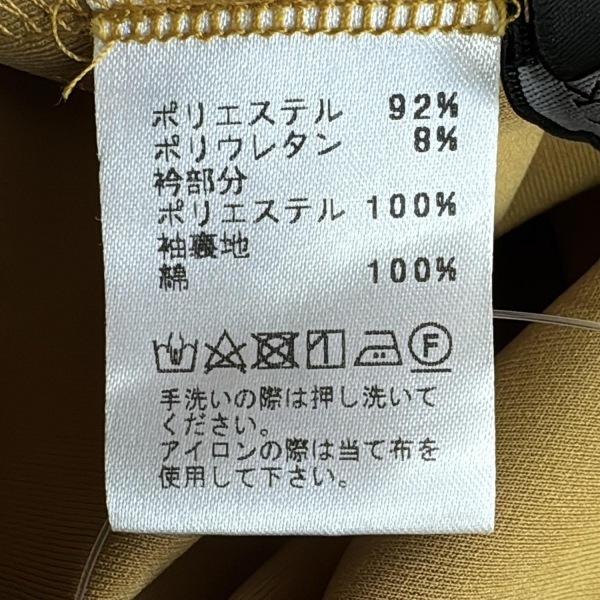 ポリエステル 92%
ポリウレタン 8%
衿部分
ポリエステル 100%
袖裏地
綿 100%
F
手洗いの際は押し洗いて
ください。
アイロンの際は当て布を
使用して下さい。